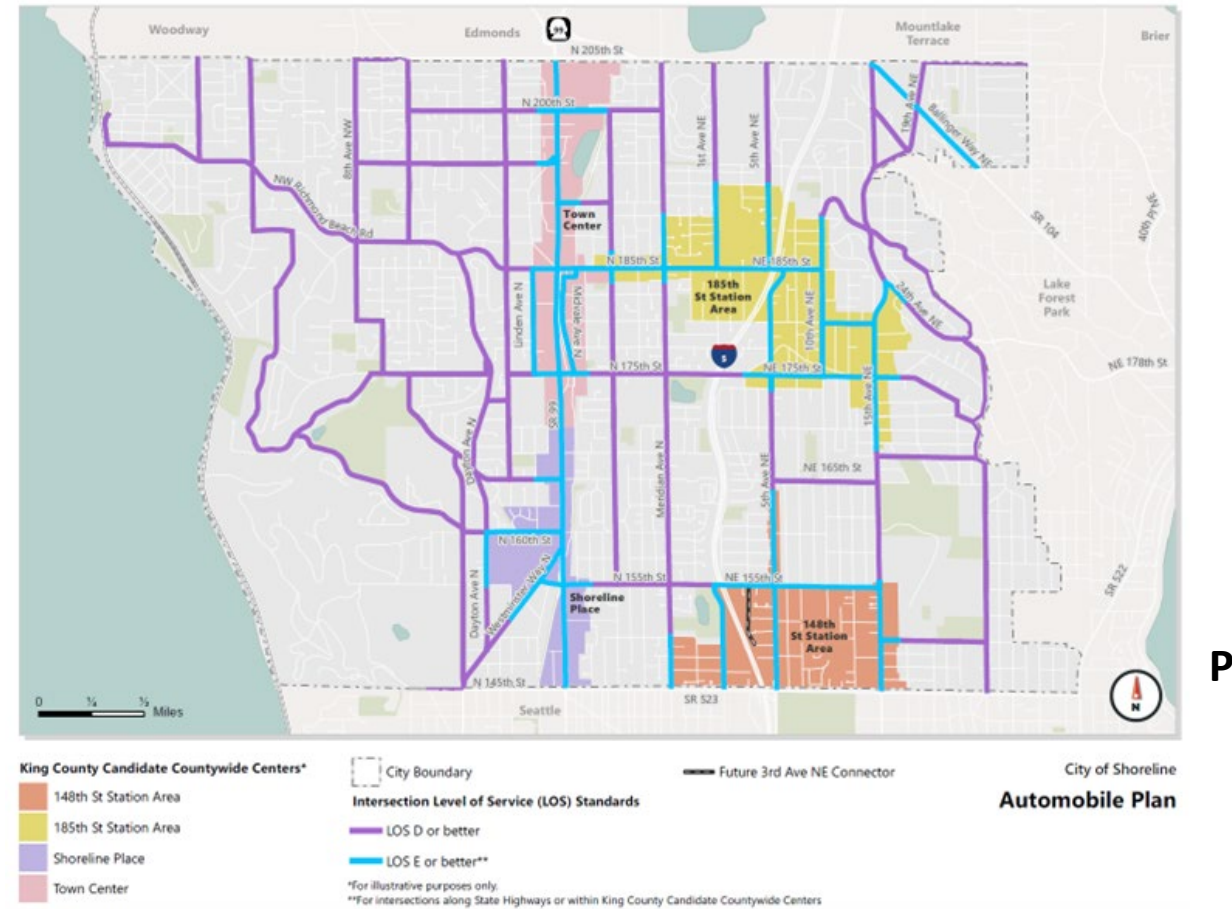 Woodway
Edmonds
99
Mountlake
Terrace
Brier
N 205th St
N 200th St
8th Ave NW
1st Ave NE
5th Ave NE
19th Ave NE
Ballinger Way NE
NW Richmond Beach Rd
Town
Center
SR 104
40th Pl NE
N 185th St
NE 185th St
185th
St Station
Area
Linden Ave N
Midvale Ave N
10th Ave NE
24th Ave NE
Lake
Forest
Park
5
N 175th St
NE 175th St
NE 178th St
SR 99
15th Ave NE
Dayton Ave N
Meridian Ave N
5th Ave NE
NE 165th St
N 160th St
Westminster Way N
N 155th St
NE 155th St
SR 522
Dayton Ave N
Shoreline
Place
148th
St Station
Area
P
N 145th St
SR 523
Seattle
0 ¼ ½ Miles
N
King County Candidate Countywide Centers*
148th St Station Area
185th St Station Area
Shoreline Place
Town Center
City Boundary
Intersection Level of Service (LOS) Standards
LOS D or better
LOS E or better**
*For illustrative purposes only.
**For intersections along State Highways or within King County Candidate Countywide Centers
Future 3rd Ave NE Connector
City of Shoreline
Automobile Plan